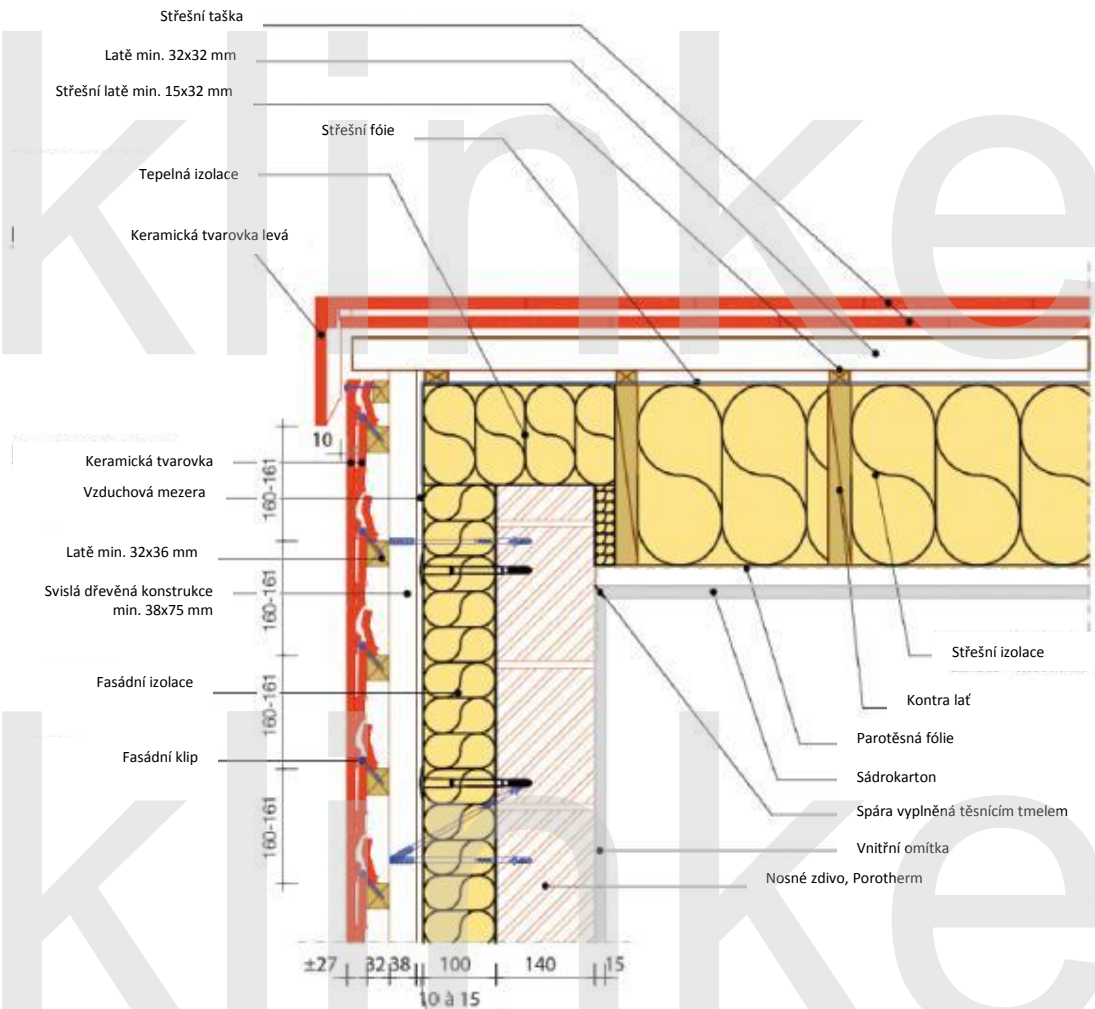 klinke
Střešní taška
Latě min. 32x32 mm
Střešní latě min. 15x32 mm
Střešní fóie
Tepelná izolace
Keramická tvarovka levá
10
Keramická tvarovka
Vzduchová mezera
160-161
Latě min. 32x36 mm
Svislá dřevěná konstrukce
min. 38x75 mm
160-161
Střešní izolace
Fasádní izolace
160-161
Kontra lať
Parotěsná fólie
Fasádní klip
Sádrokarton
160-161
Spára vyplněná těsnícím tmelem
Vnitřní omítka
Nosné zdivo, Porotherm
klinke
±27 32 38 100 140 15
10 à 15